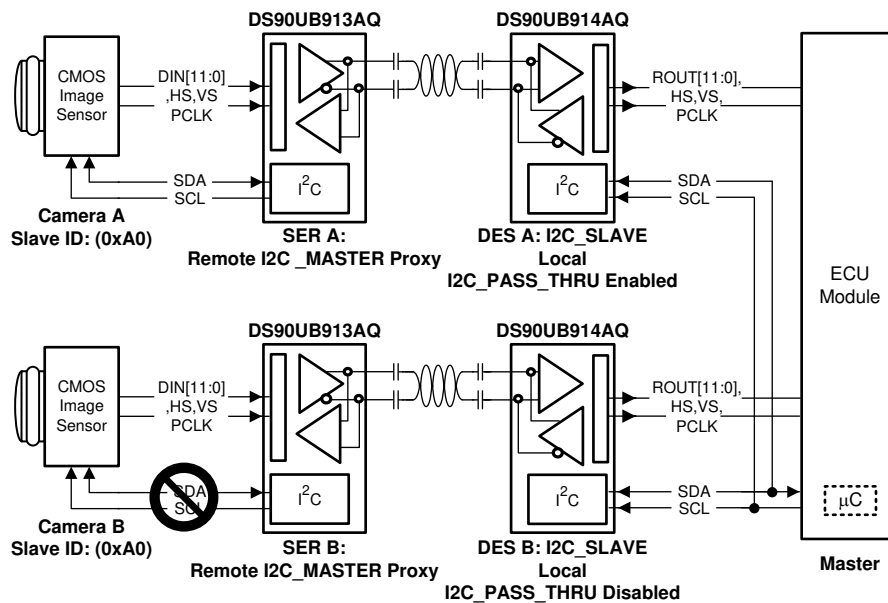 DS90UB913AQ
DS90UB914AQ
CMOS
Image
Sensor
DIN[11:0]
,HS,VS
PCLK
ROUT[11:0],
HS,VS,
PCLK
SDA
SCL
I²C
I²C
SDA
SCL
Camera A
Slave ID: (0xA0)
SER A:
Remote I2C _MASTER Proxy
DES A: I2C_SLAVE
Local
I2C_PASS_THRU Enabled
ECU
Module
DS90UB913AQ
DS90UB914AQ
CMOS
Image
Sensor
DIN[11:0]
,HS,VS
PCLK
ROUT[11:0],
HS,VS,
PCLK
SDA
SCL
I²C
I²C
SDA
SCL
µC
Camera B
Slave ID: (0xA0)
SER B:
Remote I2C_MASTER Proxy
DES B: I2C_SLAVE
Local
I2C_PASS_THRU Disabled
Master